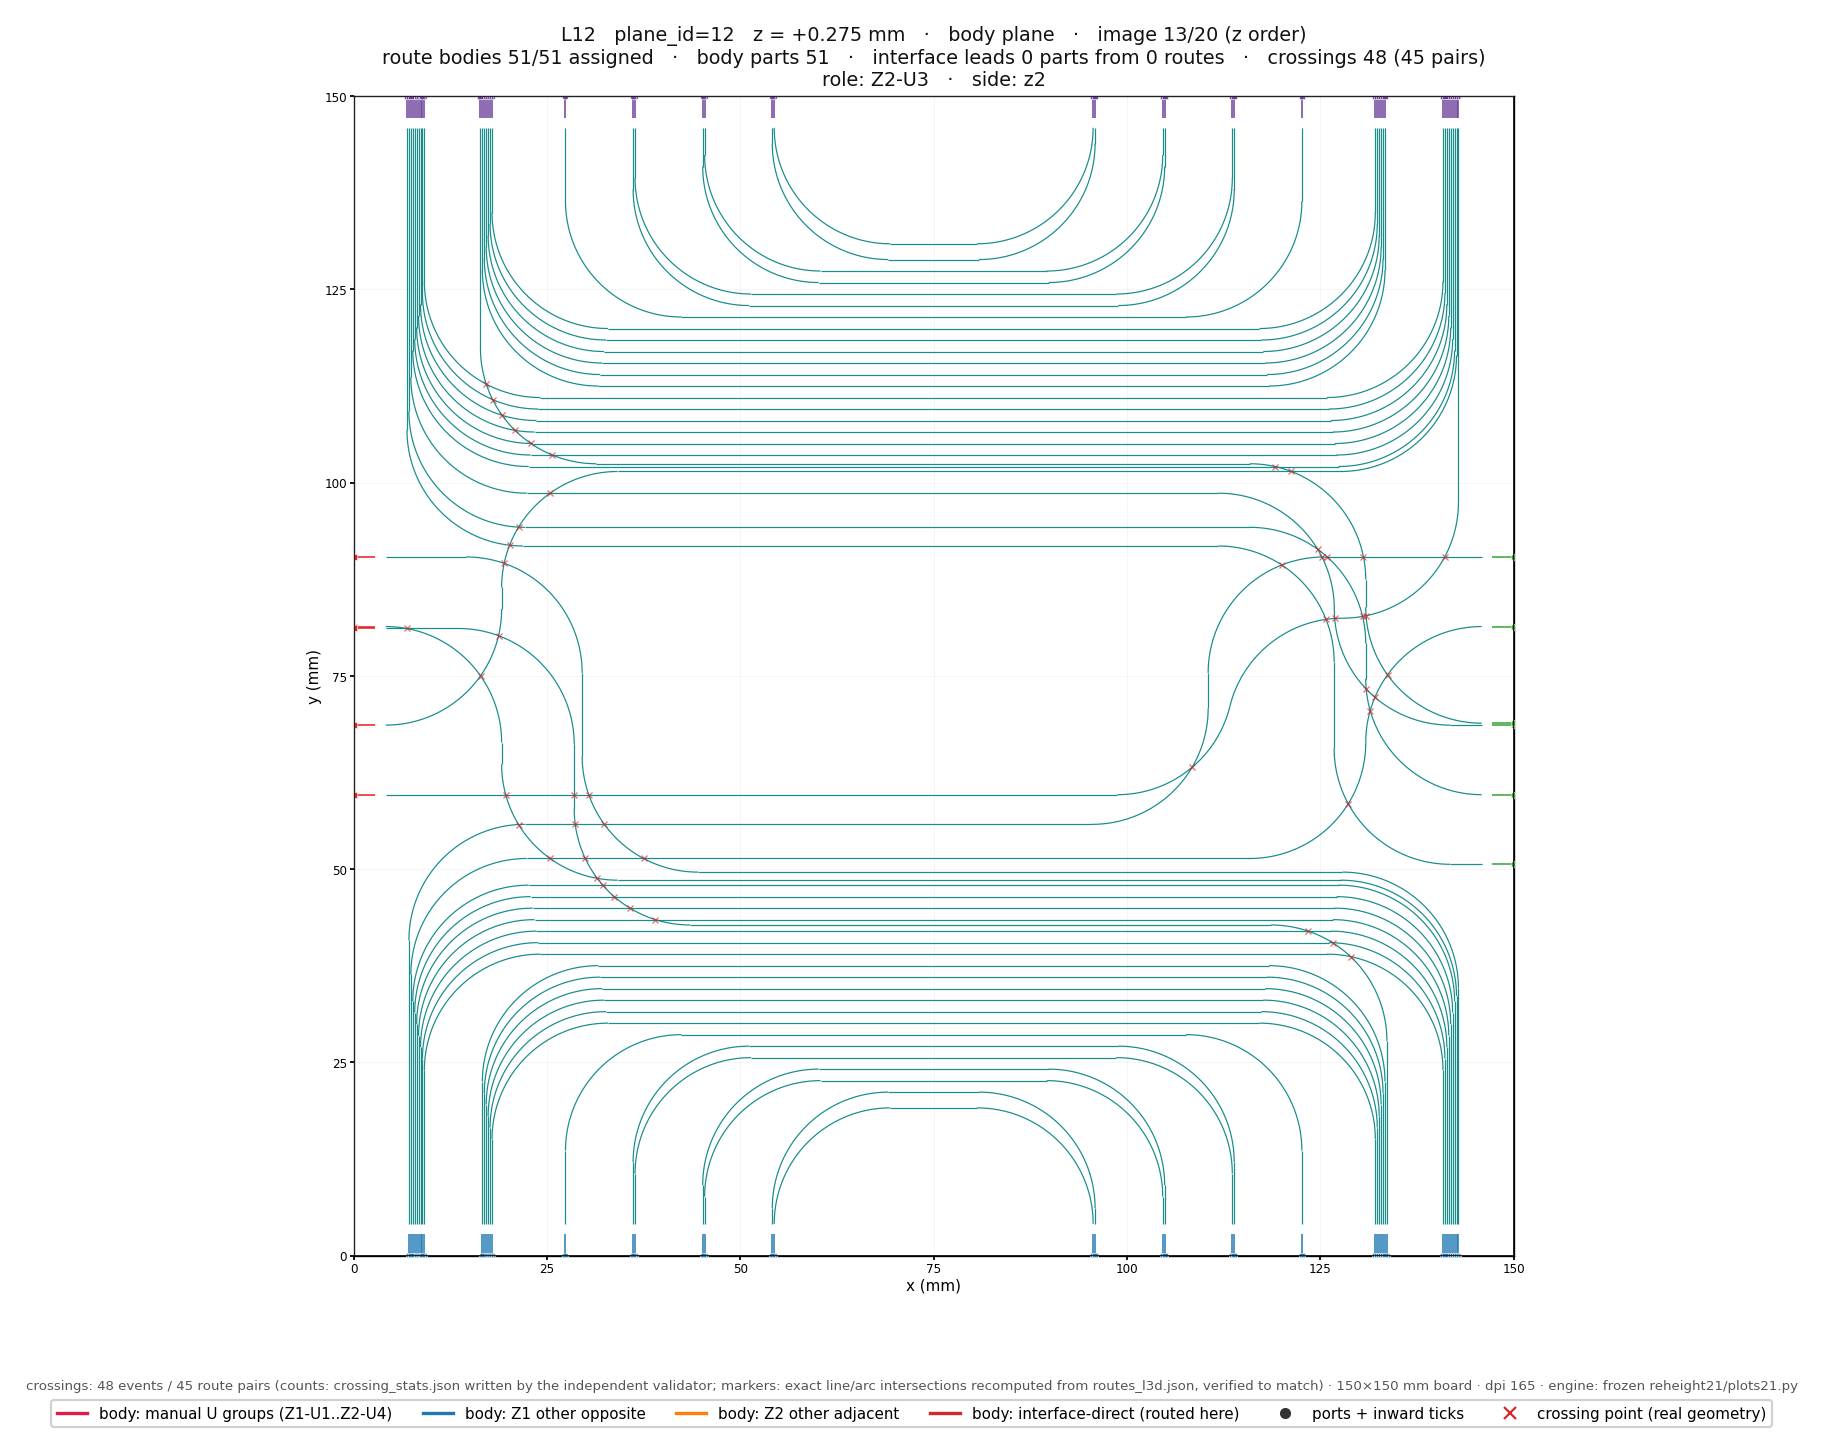 L12   plane_id=12   z = +0.275 mm   ·   body plane   ·   image 13/20 (z order)
route bodies 51/51 assigned   ·   body parts 51   ·   interface leads 0 parts from 0 routes   ·   crossings 48 (45 pairs)
role: Z2-U3   ·   side: z2
150
125
100
75
50
25
0
y (mm)
0 25 50 75 100 125 150
x (mm)
crossings: 48 events / 45 route pairs (counts: crossing_stats.json written by the independent validator; markers: exact line/arc intersections recomputed from routes_l3d.json, verified to match) · 150×150 mm board · dpi 165 · engine: frozen reheight21/plots21.py
body: manual U groups (Z1-U1..Z2-U4) body: Z1 other opposite body: Z2 other adjacent body: interface-direct (routed here) ports + inward ticks crossing point (real geometry)